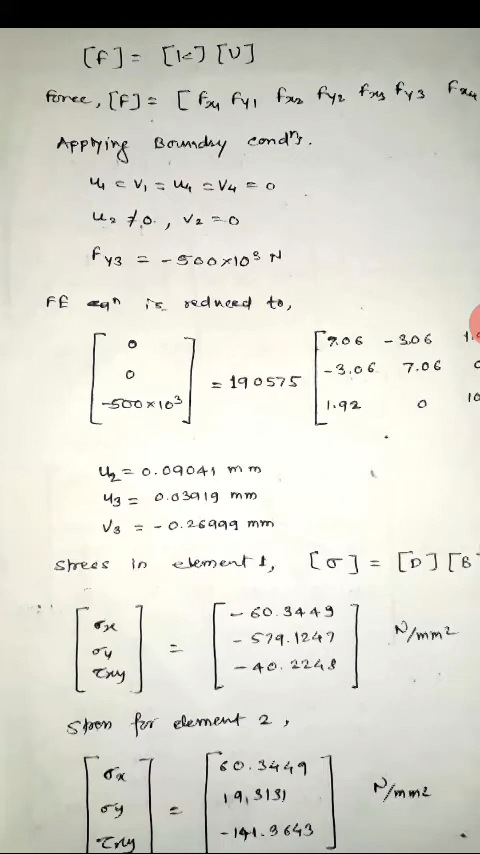 [F] = [K] [U]
Force, [F] = [ fx1 fy1 fx2 fy2 fx3 fy3 fx4
Applying Boundary condns.
u1 = v1 = u4 = v4 = 0
u2 ≠ 0, v2 = 0
fy3 = -500×10³ N
FE eqn is reduced to,
[0 0 -500×10³] = 190575 [7.06 -3.06
-3.06 7.06
1.92 0 10
u2 = 0.09041 mm
u3 = 0.03919 mm
v3 = -0.26999 mm
stress in element 1, [σ] = [D] [B
[σx σy τxy] = [-60.3449 -579.1247 -40.2248] N/mm2
for element 2,
[σx σy τxy] = [60.3449 19.3131 -141.3643] N/mm2